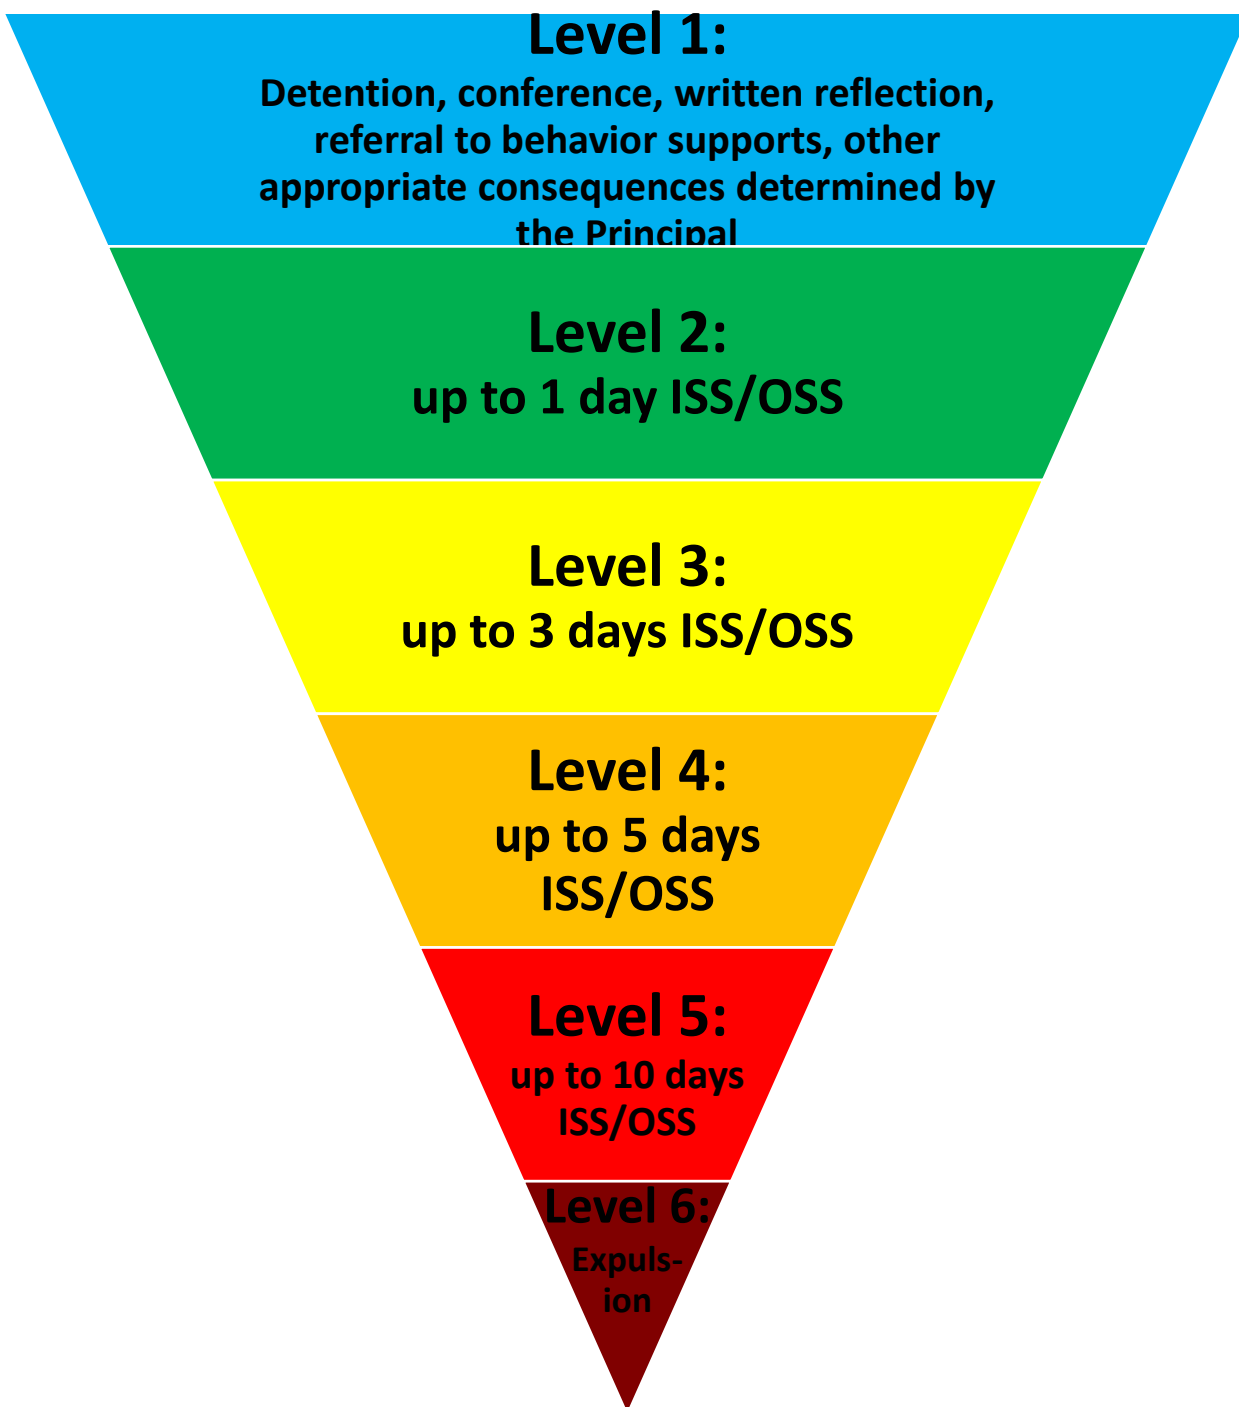 Level 1:
Detention, conference, written reflection,
referral to behavior supports, other
appropriate consequences determined by
the Principal
Level 2:
up to 1 day ISS/OSS
Level 3:
up to 3 days ISS/OSS
Level 4:
up to 5 days
ISS/OSS
Level 5:
up to 10 days
ISS/OSS
Level 6:
Expuls-
ion